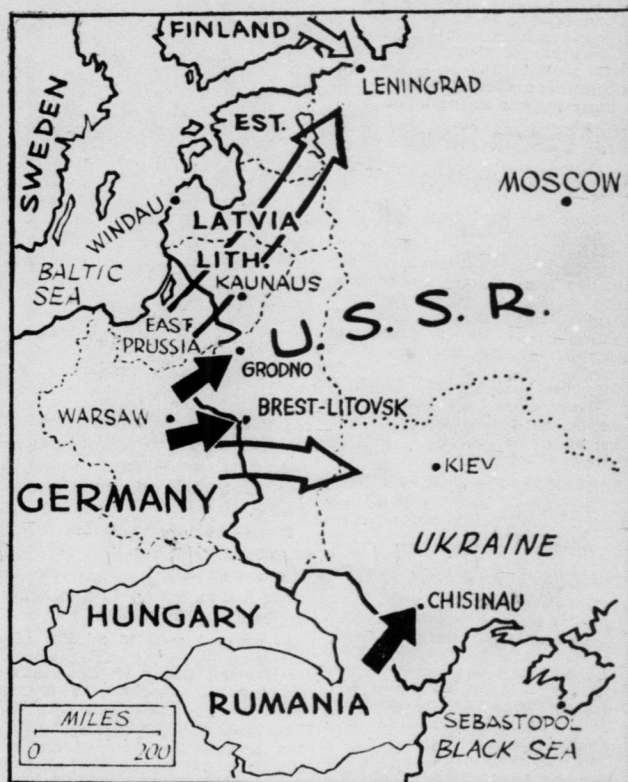 FINLAND
LENINGRAD
SWEDEN
EST.
MOSCOW
WINDAU
LATVIA
LITH
BALTIC
SEA
KAUNAUS
EAST
PRUSSIA
U. S. S. R.
GRODNO
WARSAW
BREST-LITOVSK
KIEV
GERMANY
UKRAINE
HUNGARY
CHISINAU
RUMANIA
MILES
0 200
SEBASTOPOL
BLACK SEA